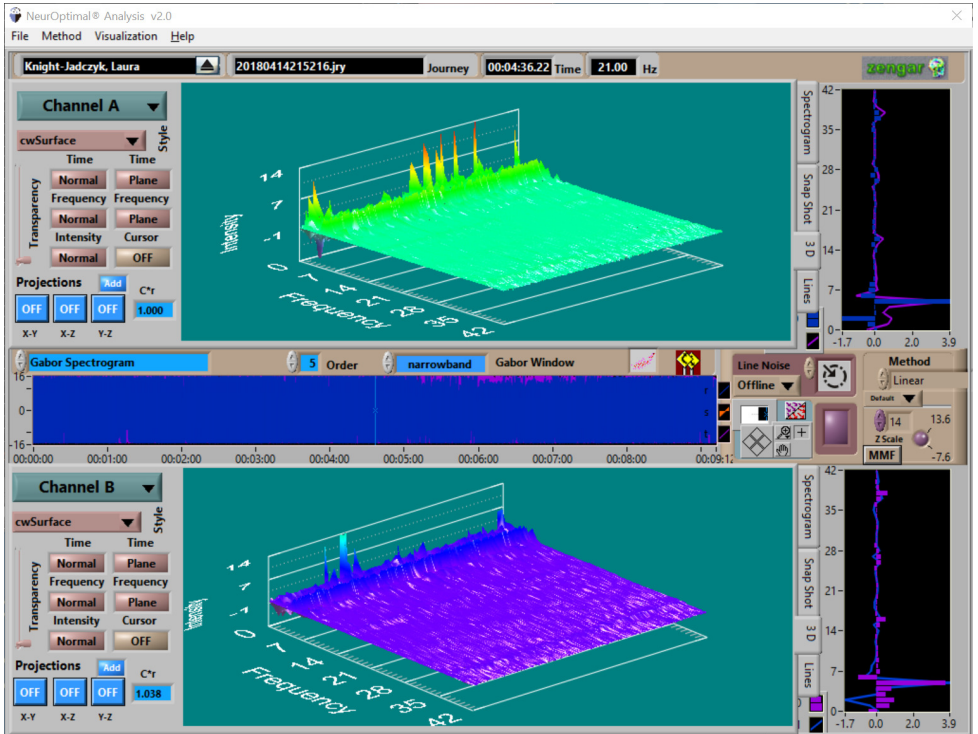 NeurOptimal® Analysis v2.0
File Method Visualization Help
Knight-Jadczyk, Laura 20180414215216.jry Journey 00:04:36.22 Time 21.00 Hz zengar
Channel A
cwSurface
Style
Time Time
Normal Plane
Frequency Frequency
Normal Plane
Intensity Cursor
Normal OFF
Transparency
Projections Add C*r
OFF OFF OFF 1.000
X-Y X-Z Y-Z
14
7
-1
Intensity
0 7 14 21 28 35 42
Frequency
Spectrogram
Snap Shot
3 D
Lines
42
35
28
21
14
7
0
-1.7 0.0 2.0 3.9
Gabor Spectrogram 5 Order narrowband Gabor Window
16
0
-16
r
s
t
00:00:00 00:01:00 00:02:00 00:03:00 00:04:00 00:05:00 00:06:00 00:07:00 00:08:00 00:09:12
Line Noise
Offline
Method
Linear
Default
14 13.6
Z Scale
MMF -7.6
Channel B
cwSurface
Style
Time Time
Normal Plane
Frequency Frequency
Normal Plane
Intensity Cursor
Normal OFF
Transparency
Projections Add C*r
OFF OFF OFF 1.038
X-Y X-Z Y-Z
14
7
-1
Intensity
0 7 14 21 28 35 42
Frequency
Spectrogram
Snap Shot
3 D
Lines
42
35
28
21
14
7
0
-1.7 0.0 2.0 3.9